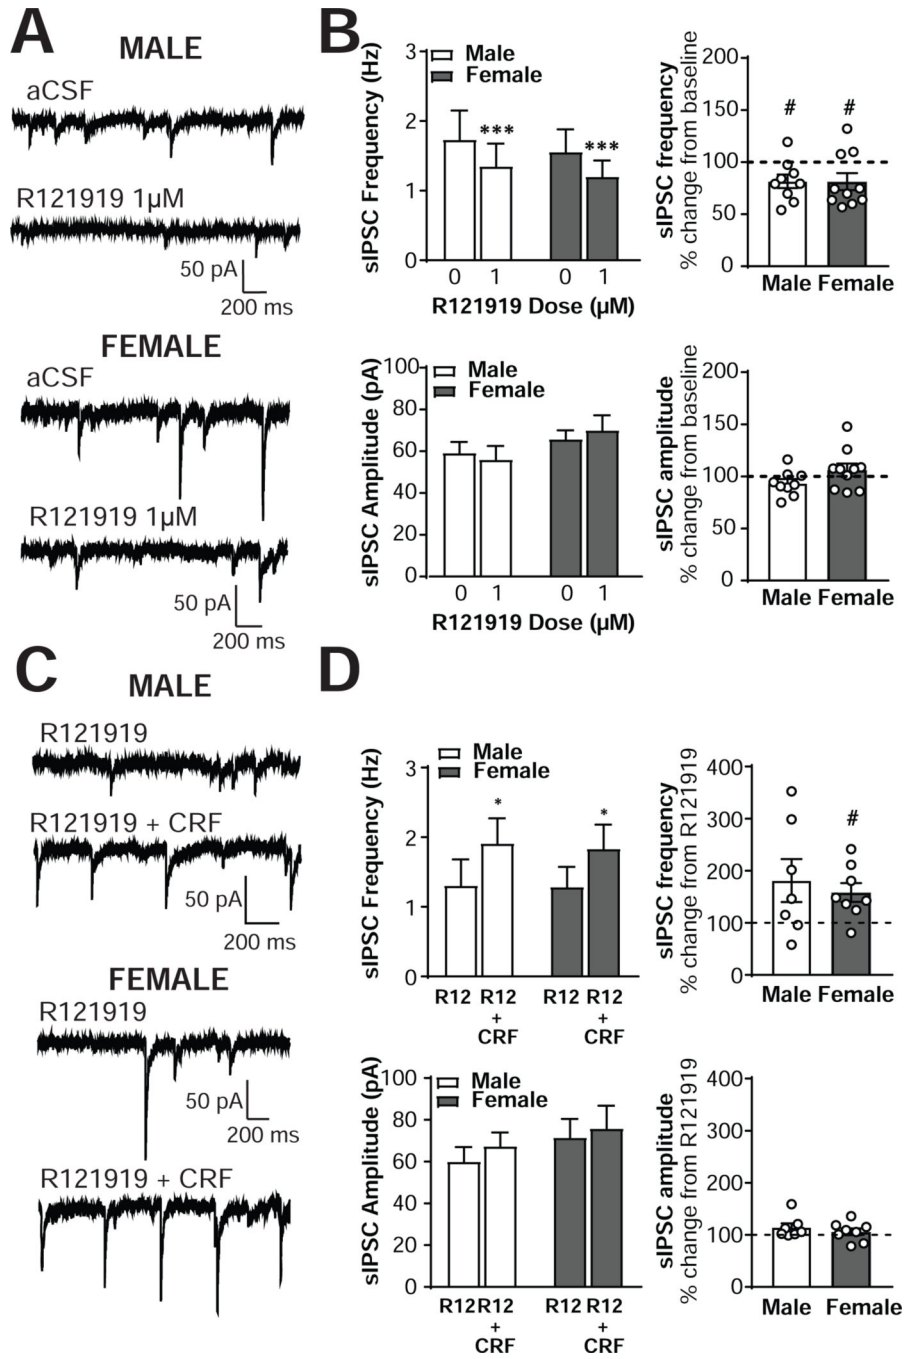 A
MALE
aCSF
R121919 1µM
50 pA
200 ms
FEMALE
aCSF
R121919 1µM
50 pA
200 ms
B
sIPSC Frequency (Hz)
3
2
1
0
Male
Female
***
***
0 1 0 1
R121919 Dose (µM)
sIPSC frequency
% change from baseline
200
150
100
50
0
# #
Male Female
sIPSC Amplitude (pA)
100
80
60
40
20
0
Male
Female
0 1 0 1
R121919 Dose (µM)
sIPSC amplitude
% change from baseline
200
150
100
50
0
Male Female
C
MALE
R121919
R121919 + CRF
50 pA
200 ms
FEMALE
R121919
50 pA
200 ms
R121919 + CRF
D
sIPSC Frequency (Hz)
3
2
1
0
Male
Female
*
*
R12 R12 R12 R12
+ +
CRF CRF
sIPSC frequency
% change from R121919
400
300
200
100
0
#
Male Female
sIPSC Amplitude (pA)
100
80
60
40
20
0
Male
Female
R12 R12 R12 R12
+ +
CRF CRF
sIPSC amplitude
% change from R121919
400
300
200
100
0
Male Female